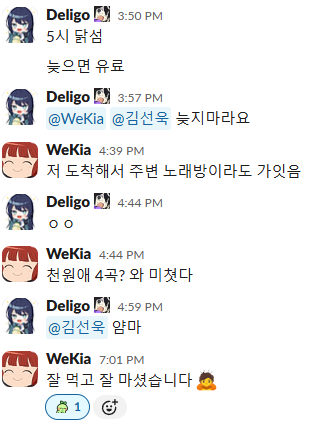 Deligo 3:50 PM
5시 닭섬
늦으면 유료
Deligo 3:57 PM
@WeKia @김선욱 늦지마라요
WeKia 4:39 PM
저 도착해서 주변 노래방이라도 가잇음
Deligo 4:44 PM
ㅇㅇ
WeKia 4:44 PM
천원애 4곡? 와 미쳣다
Deligo 4:59 PM
@김선욱 얌마
WeKia 7:01 PM
잘 먹고 잘 마셨습니다 🙇
1